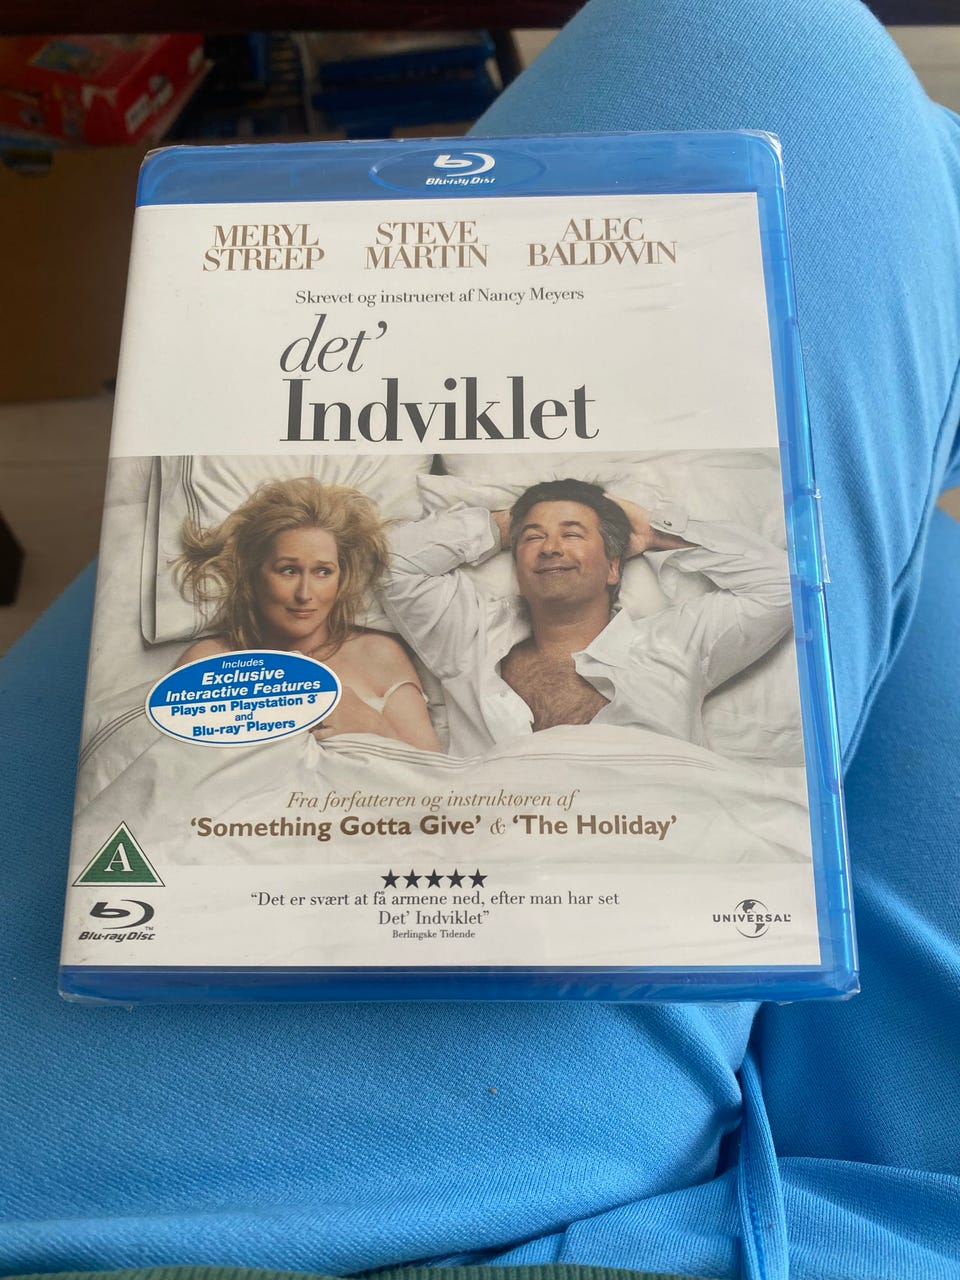 Blu-ray Disc
MERYL STREEP
STEVE MARTIN
ALEC BALDWIN
Skrevet og instrueret af Nancy Meyers
det'
Indviklet
Includes
Exclusive
Interactive Features
Plays on Playstation 3
and
Blu-ray™ Players
Fra forfatteren og instruktøren af
'Something Gotta Give' & 'The Holiday'
A
★★★★★
"Det er svært at få armene ned, efter man har set
Det' Indviklet"
Berlingske Tidende
Blu-ray Disc™
UNIVERSAL